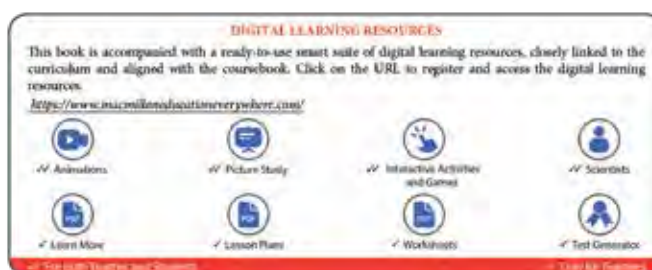 DIGITAL LEARNING RESOURCES
This book is accompanied with a ready-to-use smart suite of digital learning resources, closely linked to the
curriculum and aligned with the coursebook. Click on the URL to register and access the digital learning
resources.
https://www.macmillaneducationeverywhere.com/
✓✓ Animations
✓✓ Picture Study
✓✓ Interactive Activities
and Games
✓✓ Scientists
✓ Learn More
✓ Lesson Plans
✓ Worksheets
✓ Test Generator
✓✓ For both Teacher and Students
✓ Only for Teachers